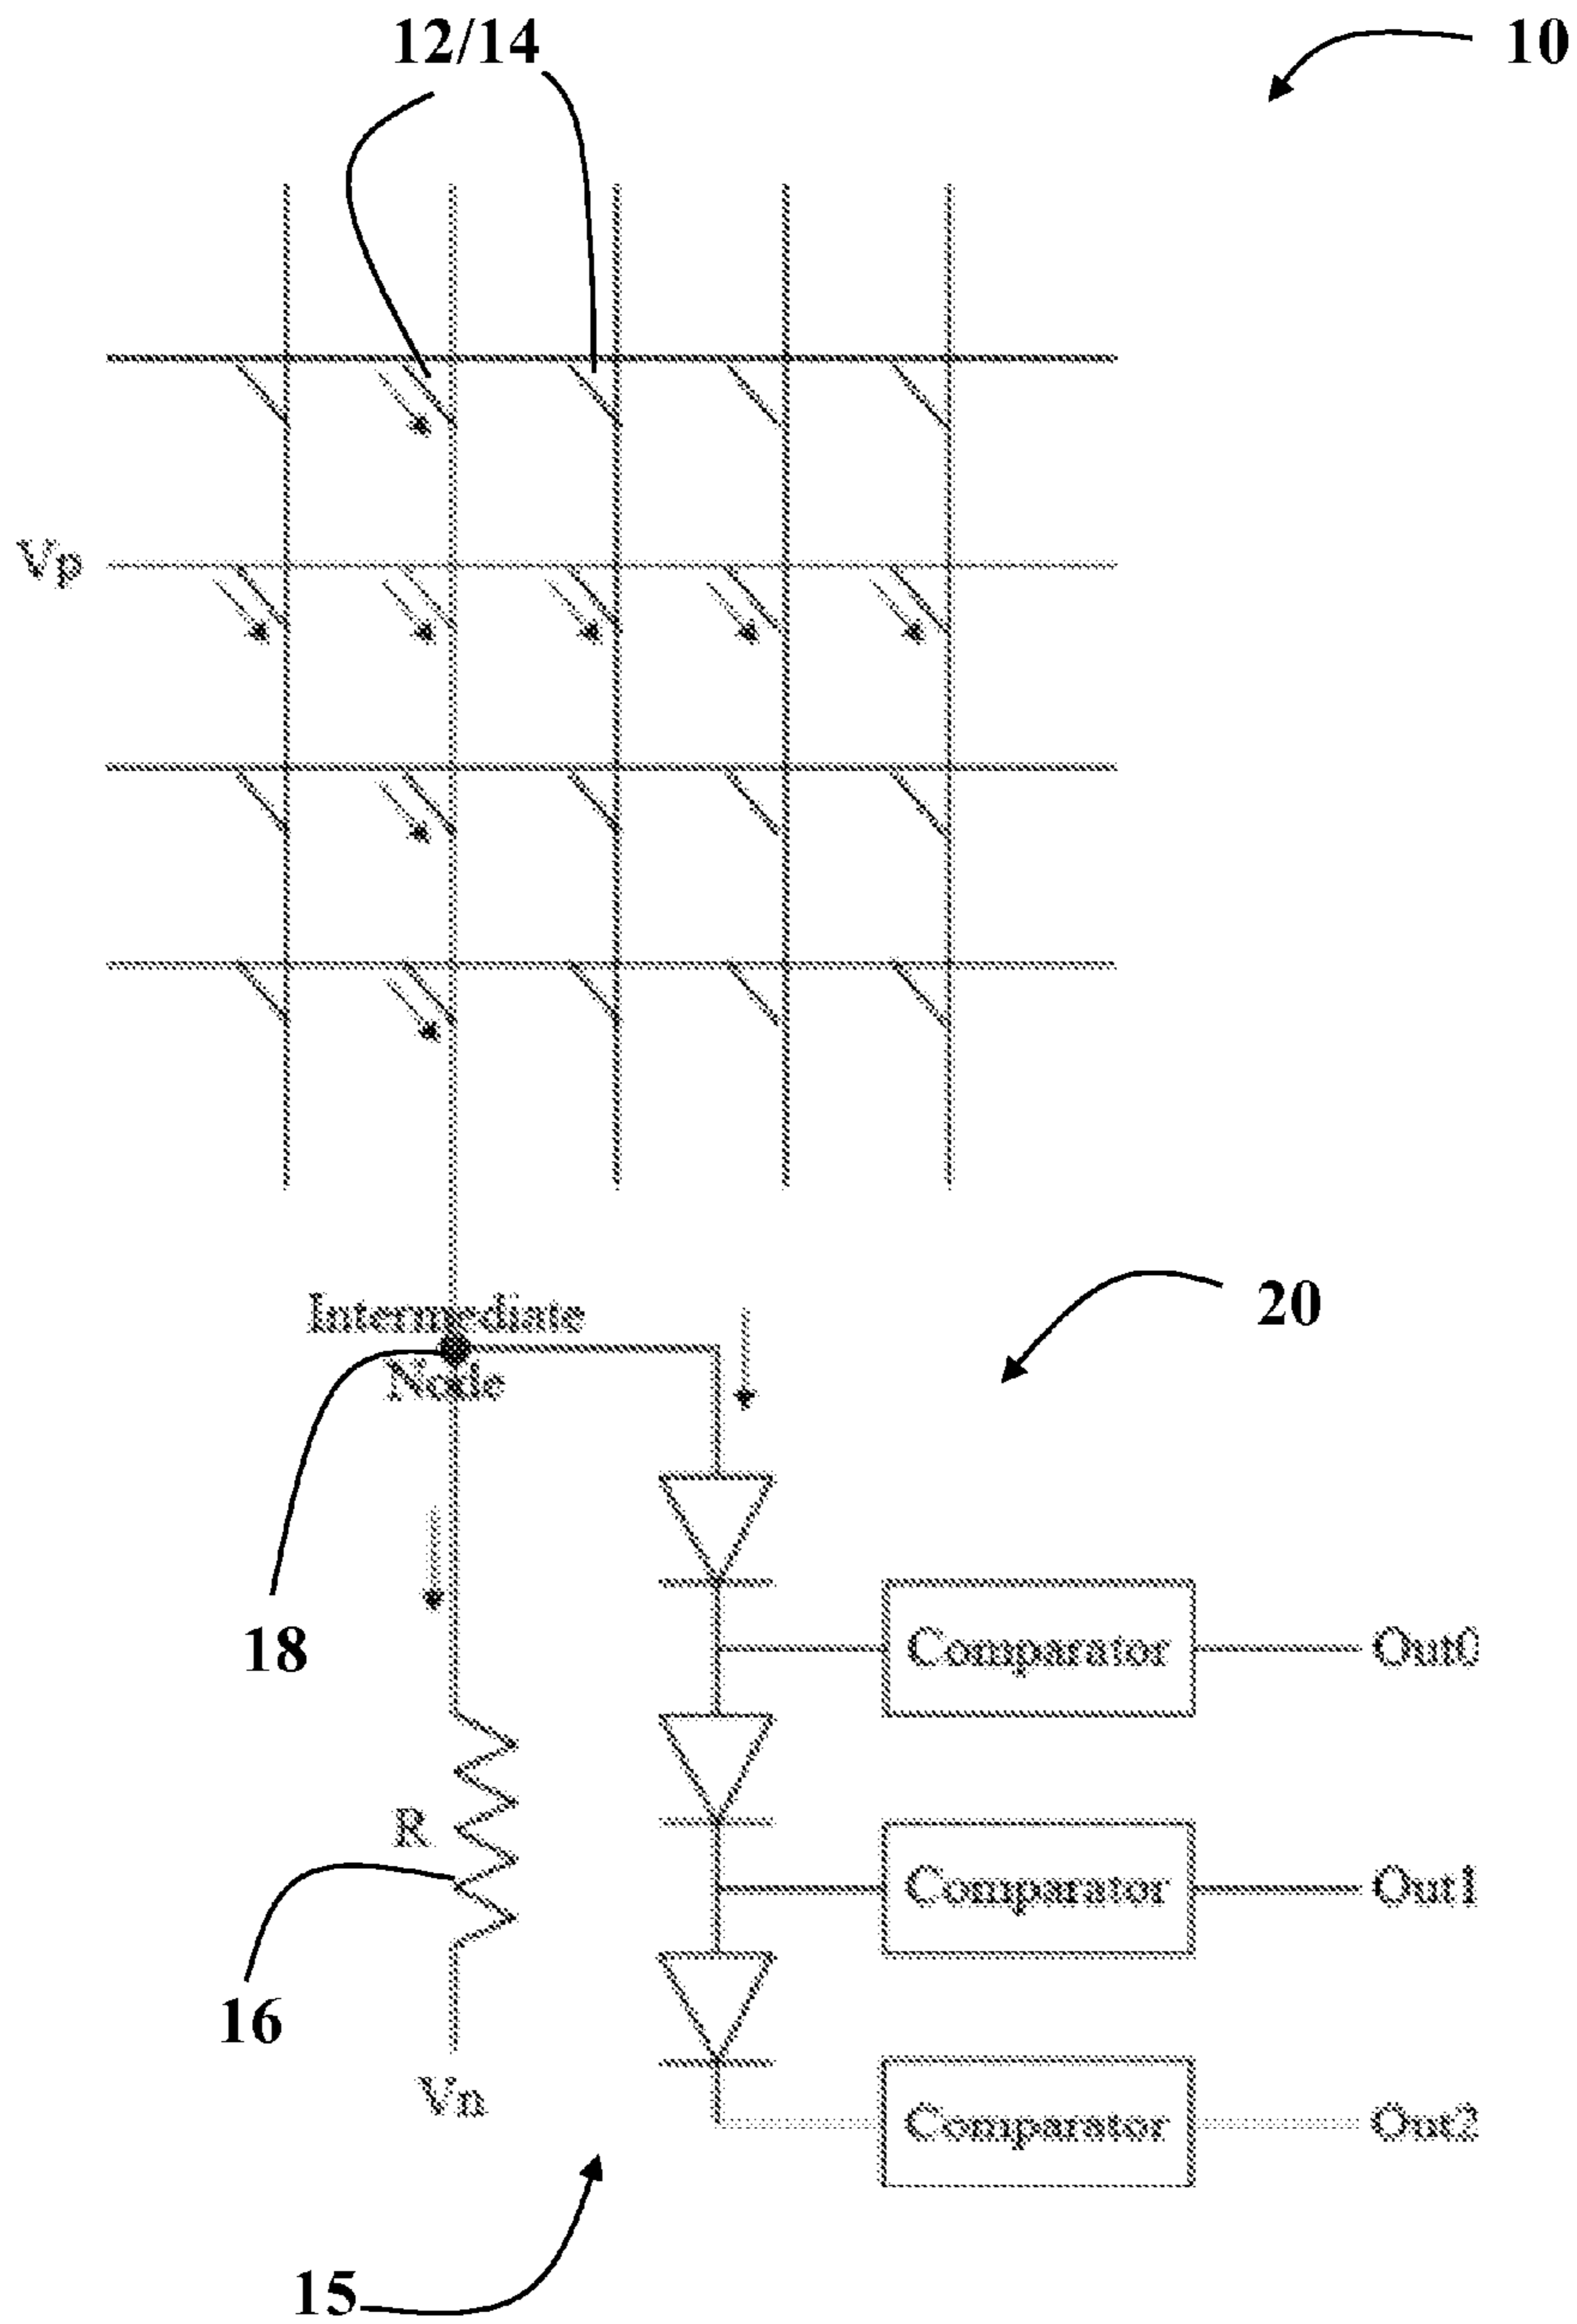 12/14
10
Vp
Intermediate
Node
20
18
Comparator Out0
R
Comparator Out1
16
Vn
Comparator Out2
15